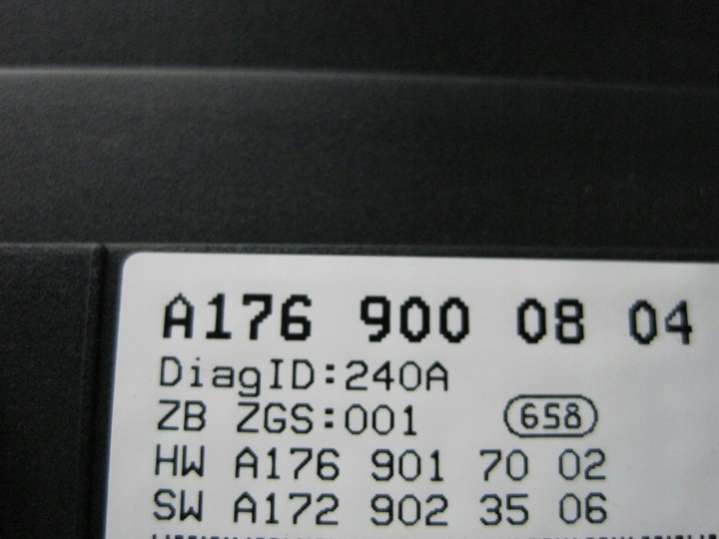 A176 900 08 04
DiagID:240A
ZB ZGS:001 658
HW A176 901 70 02
SW A172 902 35 06